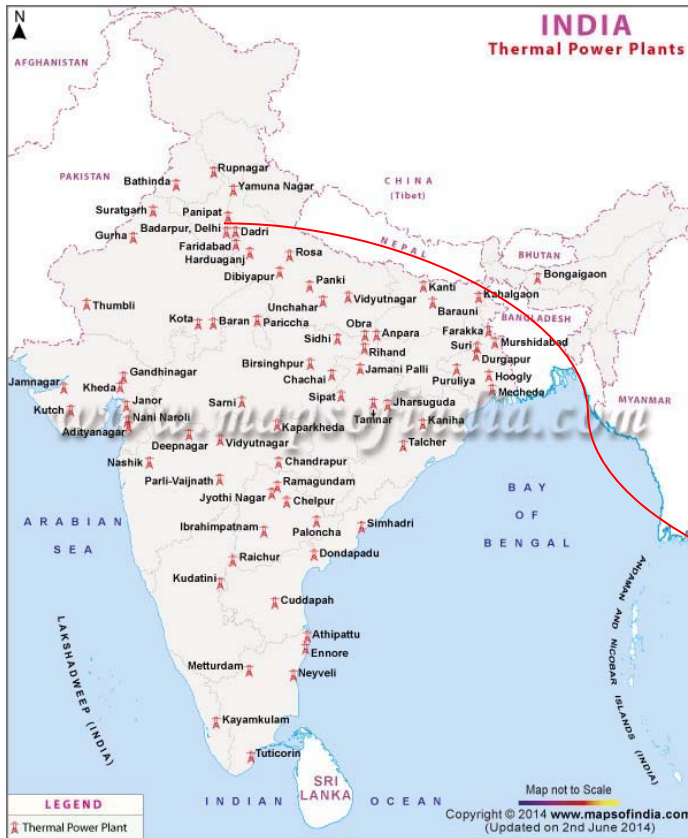 N
INDIA
Thermal Power Plants
AFGHANISTAN
PAKISTAN
CHINA
(Tibet)
NEPAL
BHUTAN
BANGLADESH
MYANMAR
Rupnagar
Bathinda
Yamuna Nagar
Suratgarh
Panipat
Badarpur, Delhi
Dadri
Gurha
Faridabad
Harduaganj
Rosa
Dibiyapur
Bongaigaon
Panki
Kanti
Kahalgaon
Unchahar
Vidyutnagar
Barauni
Thumbli
Kota
Baran
Pariccha
Obra
Anpara
Farakka
Sidhi
Murshidabad
Rihand
Suri
Durgapur
Birsinghpur
Jamani Palli
Gandhinagar
Chachai
Puruliya
Hoogly
Jamnagar
Kheda
Mecheda
Janor
Sarni
Sipat
Jharsuguda
Kutch
Nani Naroli
Tamnar
Kaniha
www.mapsofindia.com
Adityanagar
Kaparkheda
Deepnagar
Vidyutnagar
Talcher
Nashik
Chandrapur
Parli-Vaijnath
Ramagundam
Jyothi Nagar
Chelpur
BAY
OF
BENGAL
ARABIAN
SEA
Ibrahimpatnam
Paloncha
Simhadri
Raichur
Dondapadu
Kudatini
Cuddapah
Athipattu
Ennore
Metturdam
Neyveli
LAKSHADWEEP (INDIA)
ANDAMAN AND NICOBAR ISLANDS (INDIA)
Kayamkulam
Tuticorin
SRI
LANKA
INDIAN OCEAN
Map not to Scale
LEGEND
Thermal Power Plant
Copyright © 2014 www.mapsofindia.com
(Updated on 2nd June 2014)